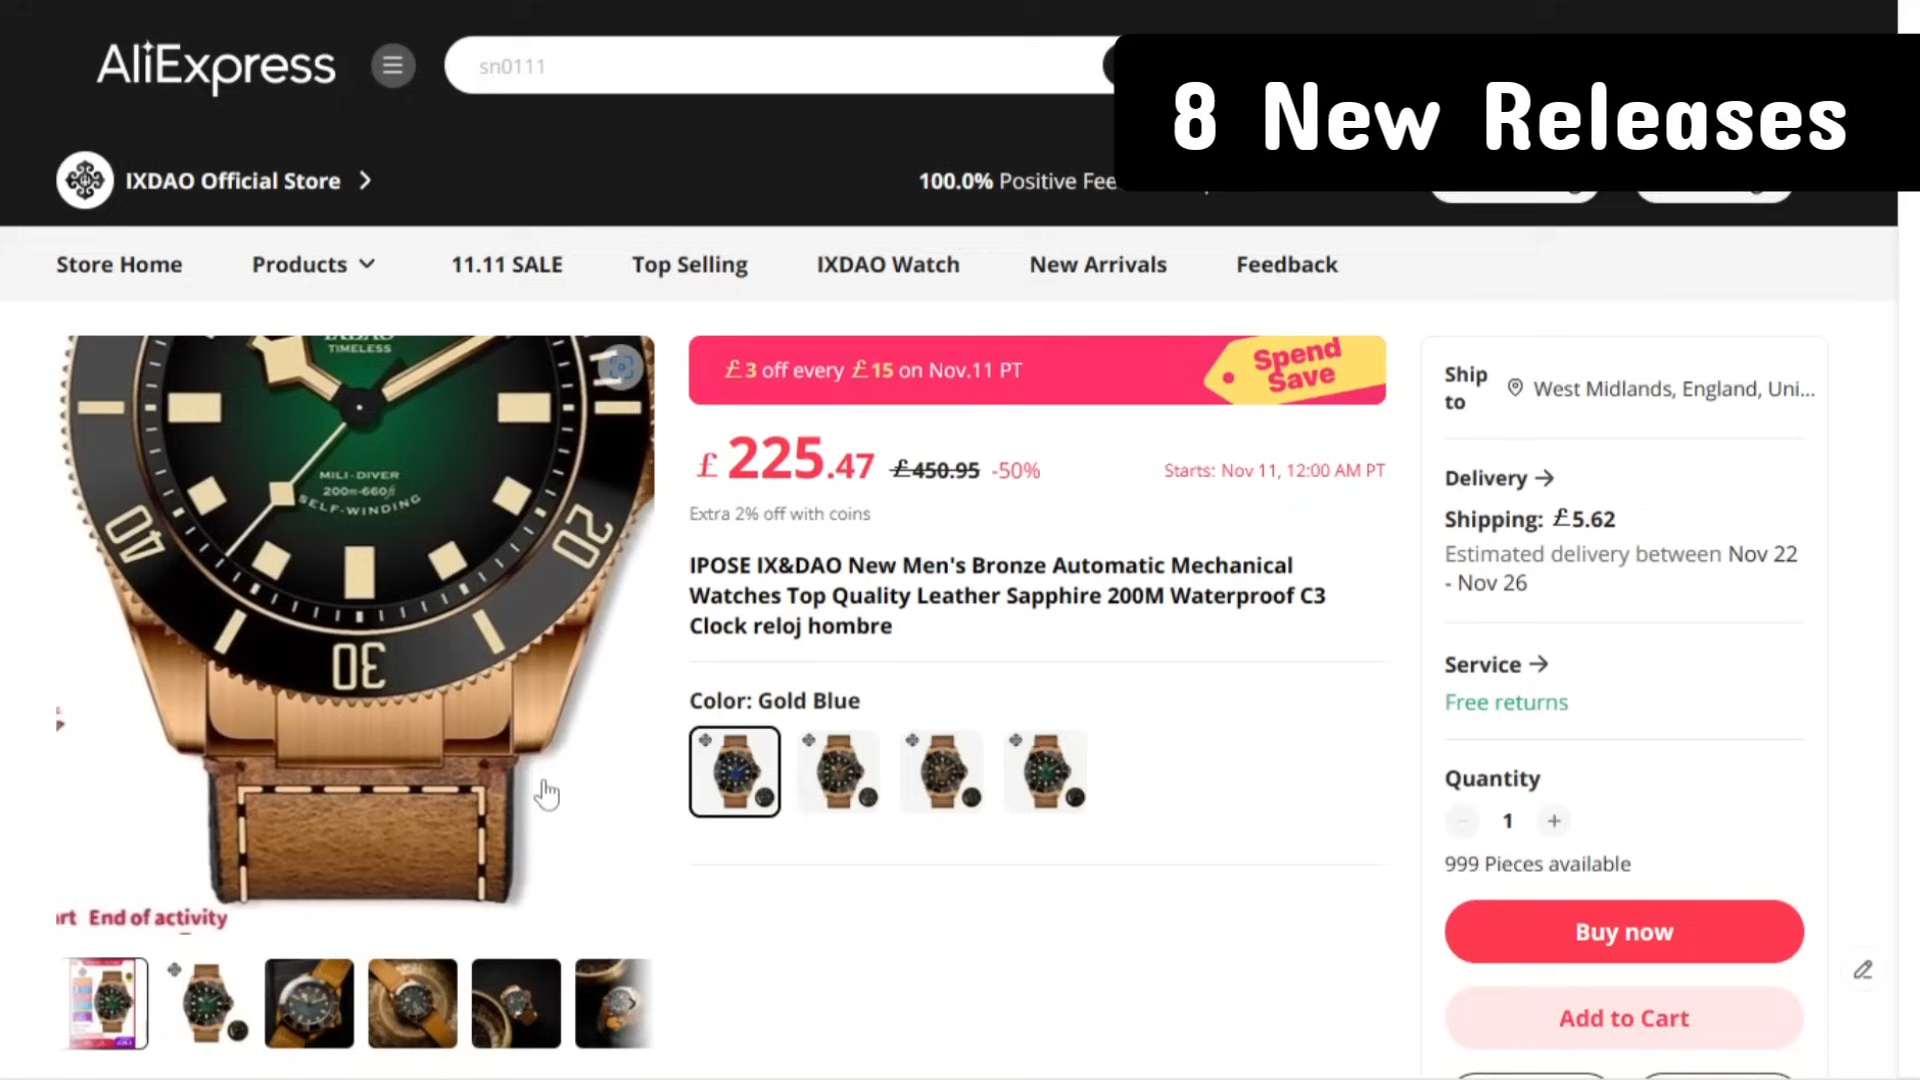 AliExpress
sn0111
8 New Releases
IXDAO Official Store
100.0% Positive Fee
Store Home
Products
11.11 SALE
Top Selling
IXDAO Watch
New Arrivals
Feedback
TIMELESS
MILI-DIVER
200m-660ft
SELF-WINDING
40
20
30
End of activity
£3 off every £15 on Nov.11 PT
Spend
Save
£225.47 £450.95 -50%
Starts: Nov 11, 12:00 AM PT
Extra 2% off with coins
IPOSE IX&DAO New Men's Bronze Automatic Mechanical
Watches Top Quality Leather Sapphire 200M Waterproof C3
Clock reloj hombre
Color: Gold Blue
Ship
to
West Midlands, England, Uni...
Delivery
Shipping: £5.62
Estimated delivery between Nov 22
- Nov 26
Service
Free returns
Quantity
1
999 Pieces available
Buy now
Add to Cart